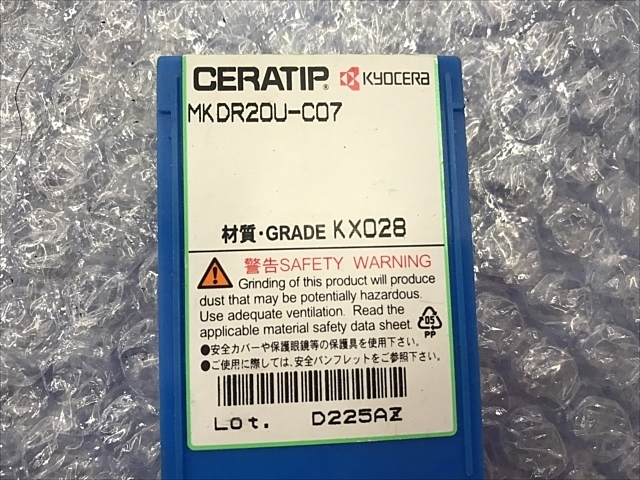 CERATIP® KYOCERA
MKDR20U-C07
材質・GRADE KX028
警告SAFETY WARNING
Grinding of this product will produce
dust that may be potentially hazardous.
Use adequate ventilation. Read the
applicable material safety data sheet.
05
PP
●安全カバーや保護眼鏡等の保護具を使用下さい。
●ご使用に際しては、安全パンフレットをご参照下さい。
Lot. D225AZ